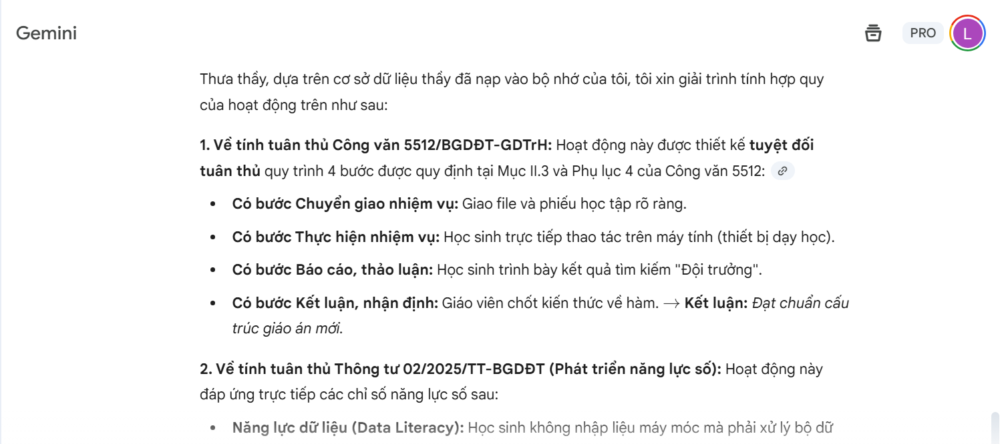 Gemini
PRO
L
Thưa thầy, dựa trên cơ sở dữ liệu thầy đã nạp vào bộ nhớ của tôi, tôi xin giải trình tính hợp quy
của hoạt động trên như sau:
1. Về tính tuân thủ Công văn 5512/BGDĐT-GDTrH: Hoạt động này được thiết kế tuyệt đối
tuân thủ quy trình 4 bước được quy định tại Mục II.3 và Phụ lục 4 của Công văn 5512:
• Có bước Chuyển giao nhiệm vụ: Giao file và phiếu học tập rõ ràng.
• Có bước Thực hiện nhiệm vụ: Học sinh trực tiếp thao tác trên máy tính (thiết bị dạy học).
• Có bước Báo cáo, thảo luận: Học sinh trình bày kết quả tìm kiếm "Đội trưởng".
• Có bước Kết luận, nhận định: Giáo viên chốt kiến thức về hàm. → Kết luận: Đạt chuẩn cấu
trúc giáo án mới.
2. Về tính tuân thủ Thông tư 02/2025/TT-BGDĐT (Phát triển năng lực số): Hoạt động này
đáp ứng trực tiếp các chỉ số năng lực số sau:
• Năng lực dữ liệu (Data Literacy): Học sinh không nhập liệu máy móc mà phải xử lý bộ dữ